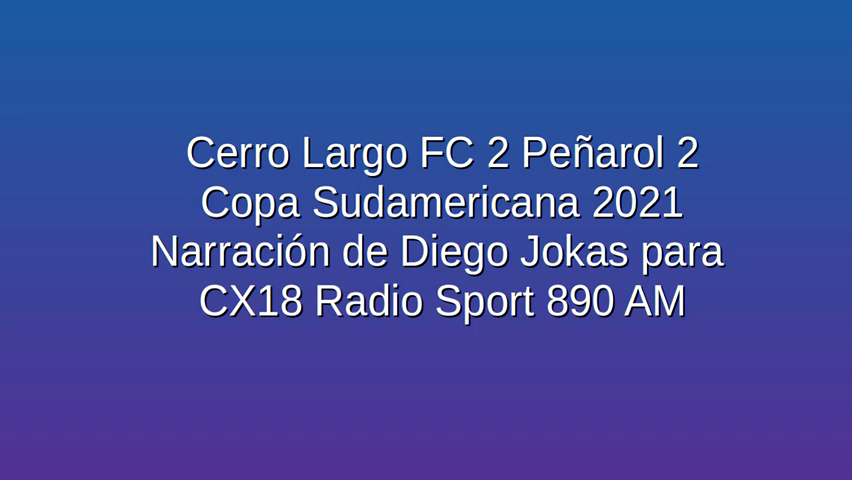 Cerro Largo FC 2 Peñarol 2
Copa Sudamericana 2021
Narración de Diego Jokas para
CX18 Radio Sport 890 AM